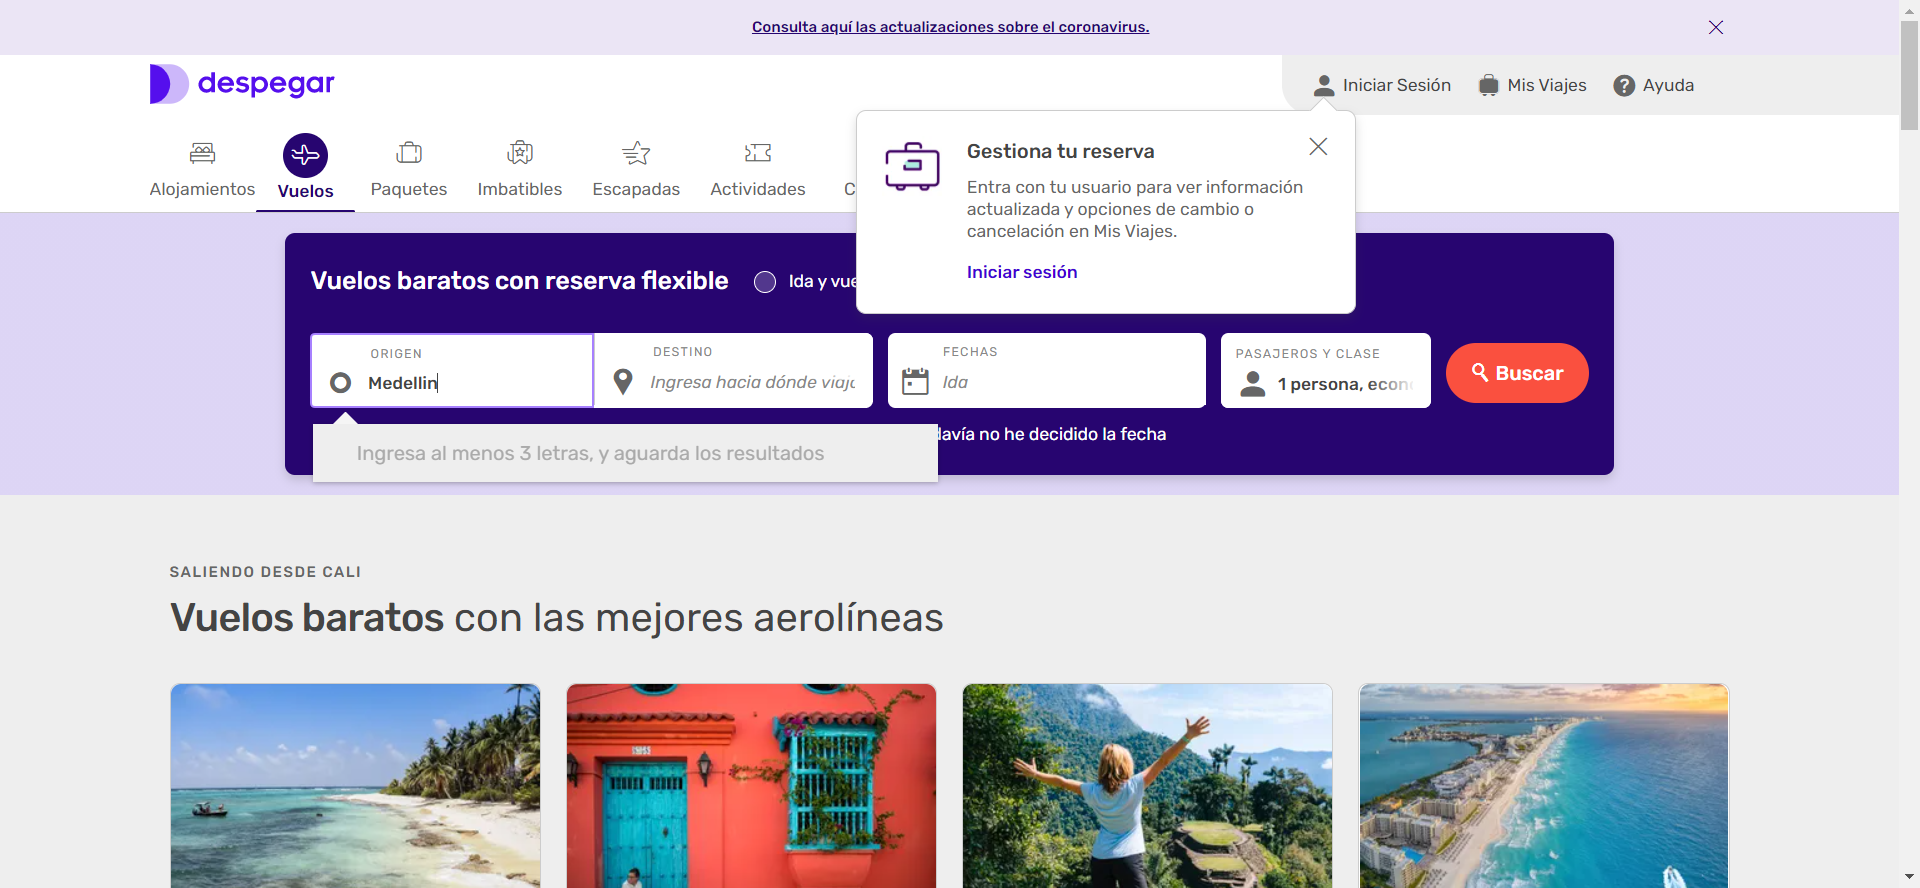 Consulta aquí las actualizaciones sobre el coronavirus.
despegar
Iniciar Sesión
Mis Viajes
Ayuda
Alojamientos
Vuelos
Paquetes
Imbatibles
Escapadas
Actividades
C
Gestiona tu reserva
Entra con tu usuario para ver información
actualizada y opciones de cambio o
cancelación en Mis Viajes.
Iniciar sesión
Vuelos baratos con reserva flexible
Ida y vue
ORIGEN
Medellin
DESTINO
Ingresa hacia dónde viaja
FECHAS
Ida
PASAJEROS Y CLASE
1 persona, econ
Buscar
Ingresa al menos 3 letras, y aguarda los resultados
davía no he decidido la fecha
SALIENDO DESDE CALI
Vuelos baratos con las mejores aerolíneas